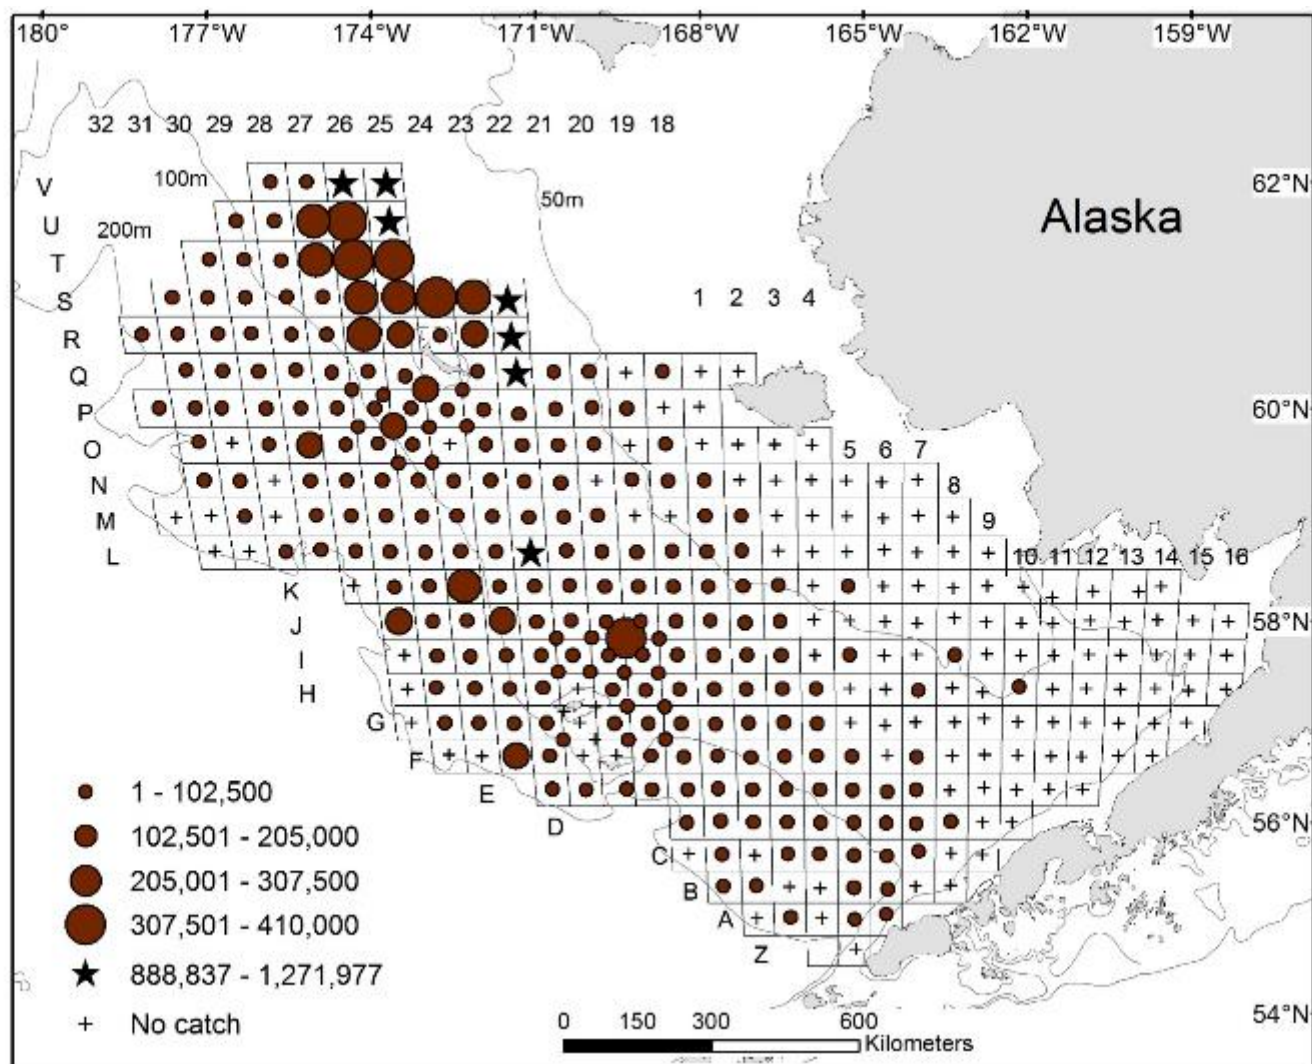 180° 177°W 174°W 171°W 168°W 165°W 162°W 159°W
32 31 30 29 28 27 26 25 24 23 22 21 20 19 18
V 100m 62°N
50m
U Alaska
200m
T
S 1 2 3 4
R
Q
P 60°N
O 5 6 7
N 8
M 9
L 10 11 12 13 14 15 16
K
J 58°N
I
H
G
F
E
D
C
B
A
Z
1 - 102,500
102,501 - 205,000
205,001 - 307,500
307,501 - 410,000
888,837 - 1,271,977
No catch
56°N
54°N
0 150 300 600
Kilometers